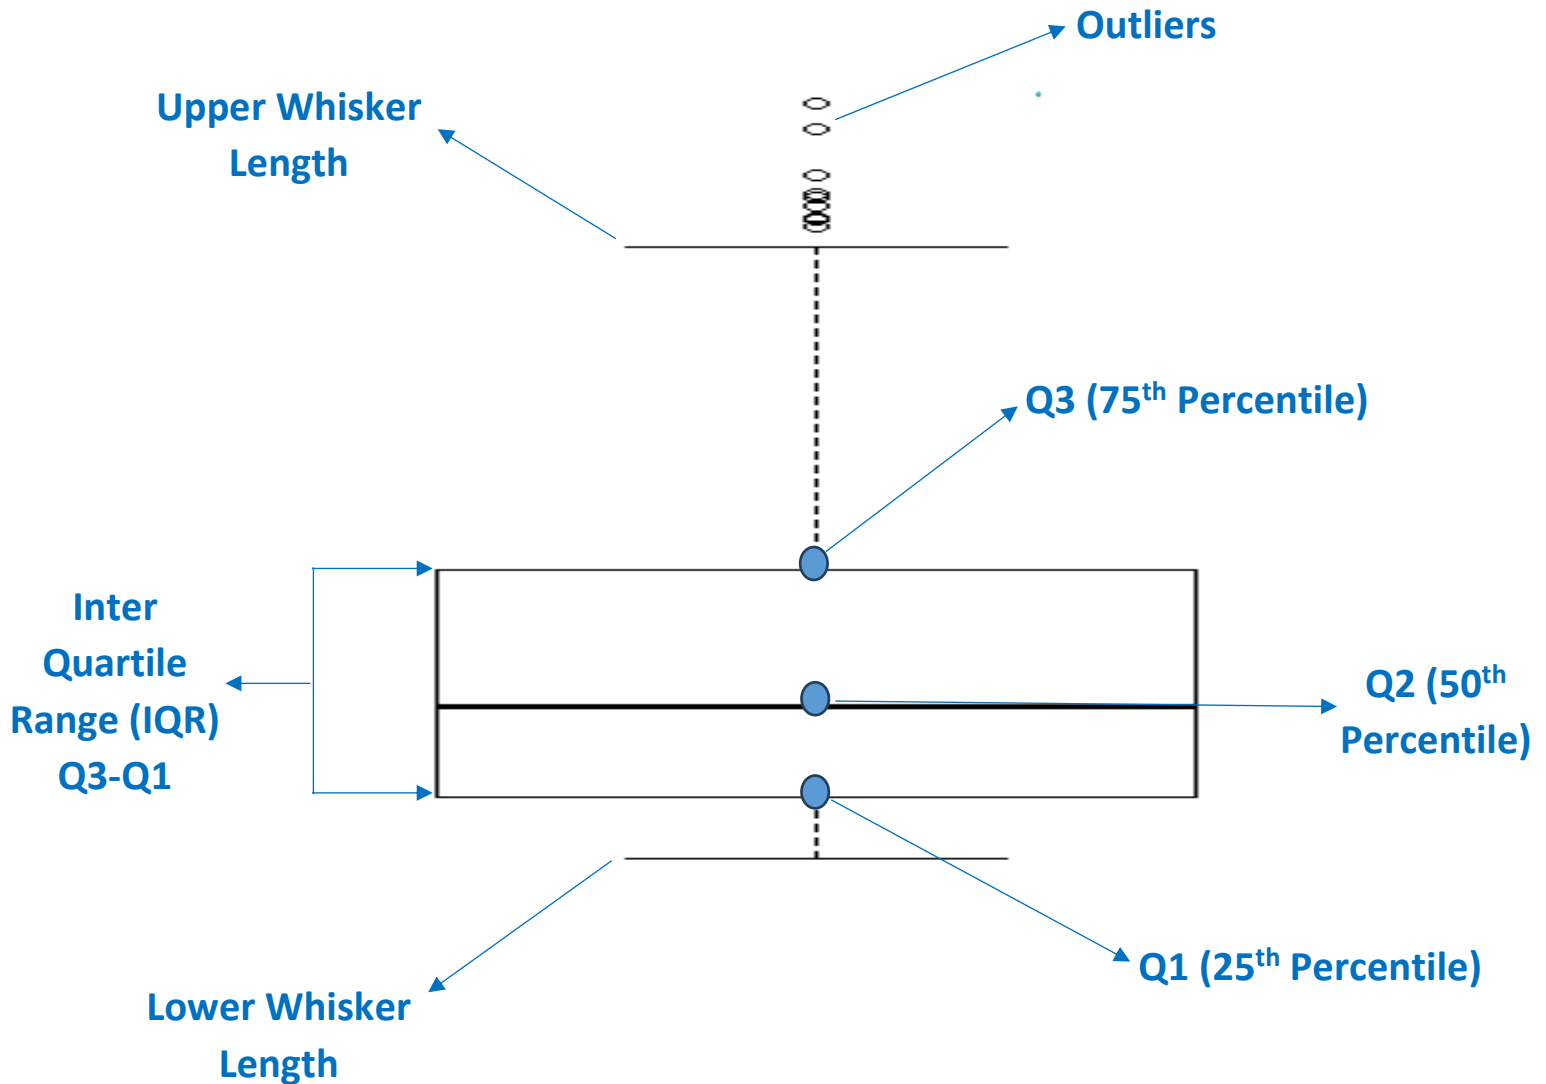 Outliers
Upper Whisker
Length
Q3 (75th Percentile)
Inter
Quartile
Range (IQR)
Q3-Q1
Q2 (50th
Percentile)
Q1 (25th Percentile)
Lower Whisker
Length